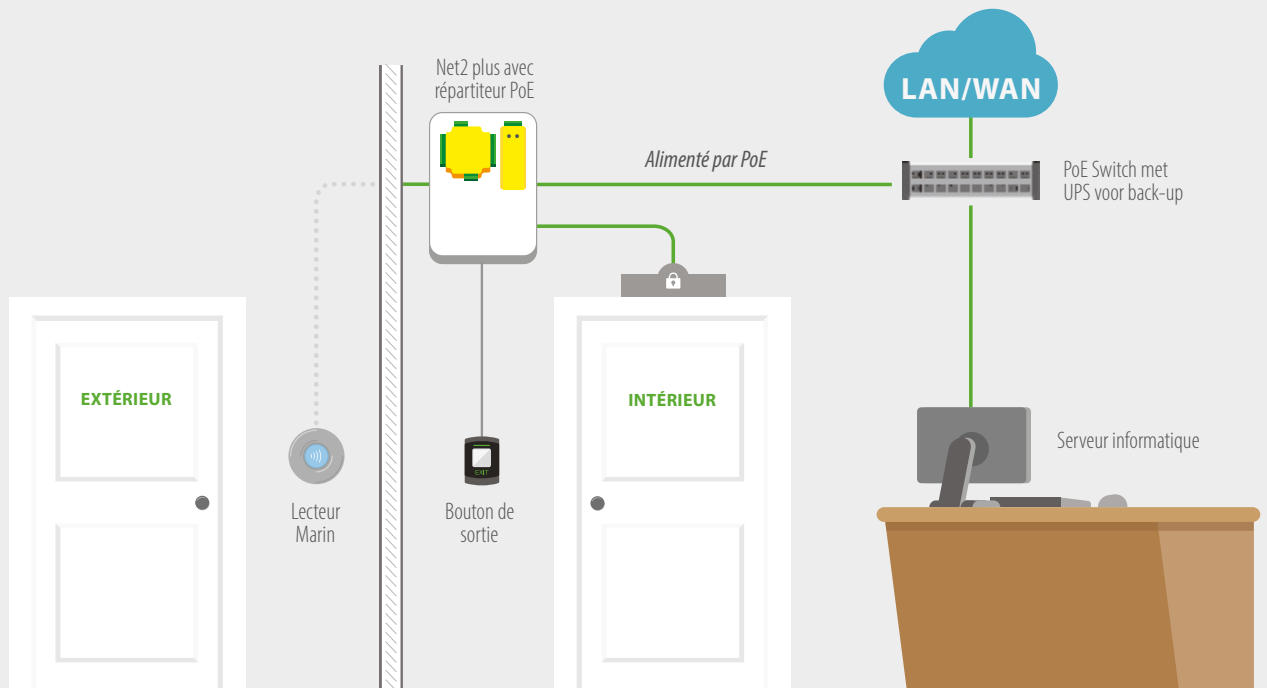 Net2 plus avec
répartiteur PoE
LAN/WAN
Alimenté par PoE
PoE Switch met
UPS voor back-up
EXTÉRIEUR
INTÉRIEUR
Serveur informatique
EXIT
Lecteur
Marin
Bouton de
sortie